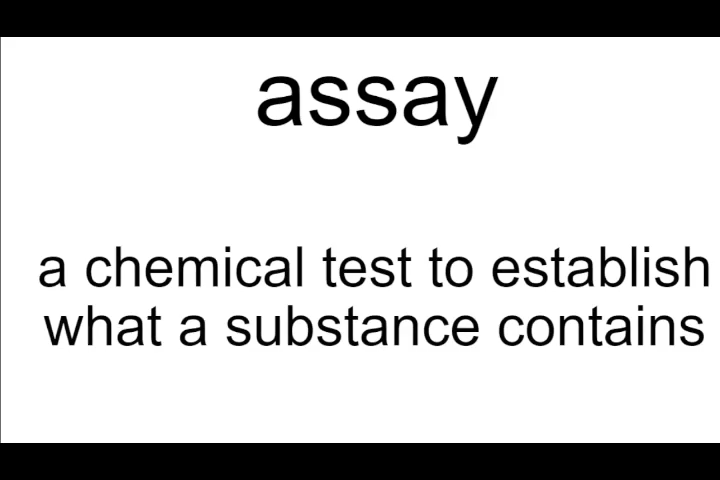 assay
a chemical test to establish
what a substance contains